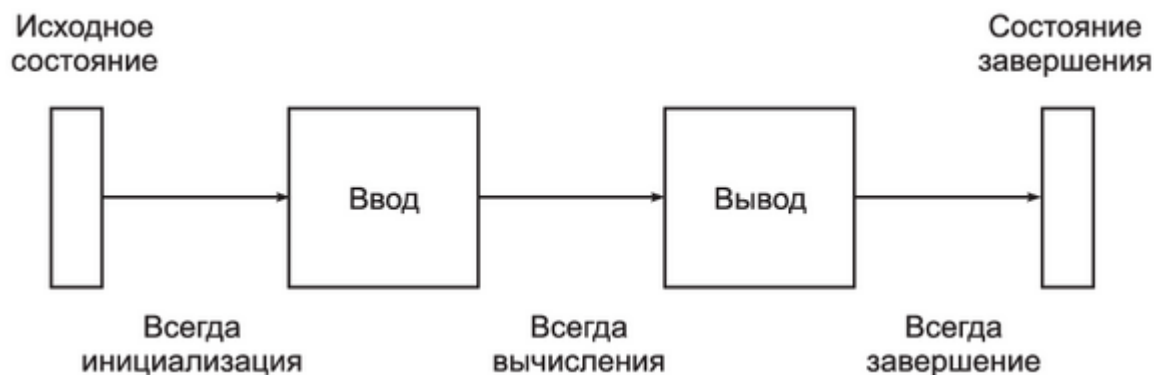 Исходное
состояние
Состояние
завершения
Ввод
Вывод
Всегда
инициализация
Всегда
вычисления
Всегда
завершение